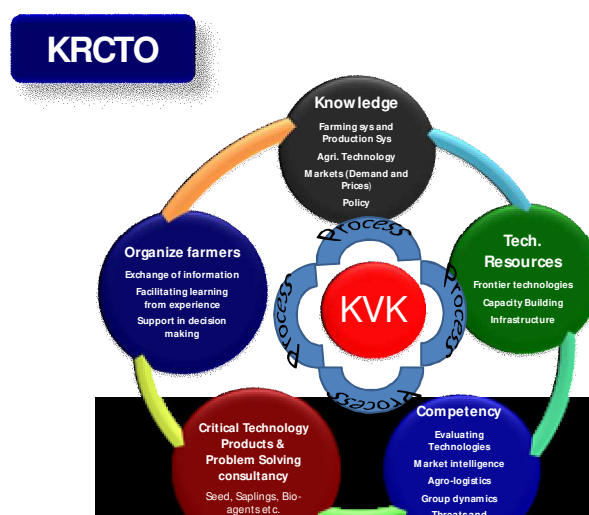 KRCTO
Knowledge
Farming sys and
Production Sys
Agri. Technology
Markets (Demand and
Prices)
Policy
Organize farmers
Exchange of information
Facilitating learning
from experience
Support in decision
making
Process
Process
KVK
Process
Process
Tech.
Resources
Frontier technologies
Capacity Building
Infrastructure
Critical Technology
Products &
Problem Solving
consultancy
Seed, Saplings, Bio-
agents etc.
Competency
Evaluating
Technologies
Market intelligence
Agro-logistics
Group dynamics
Threats and